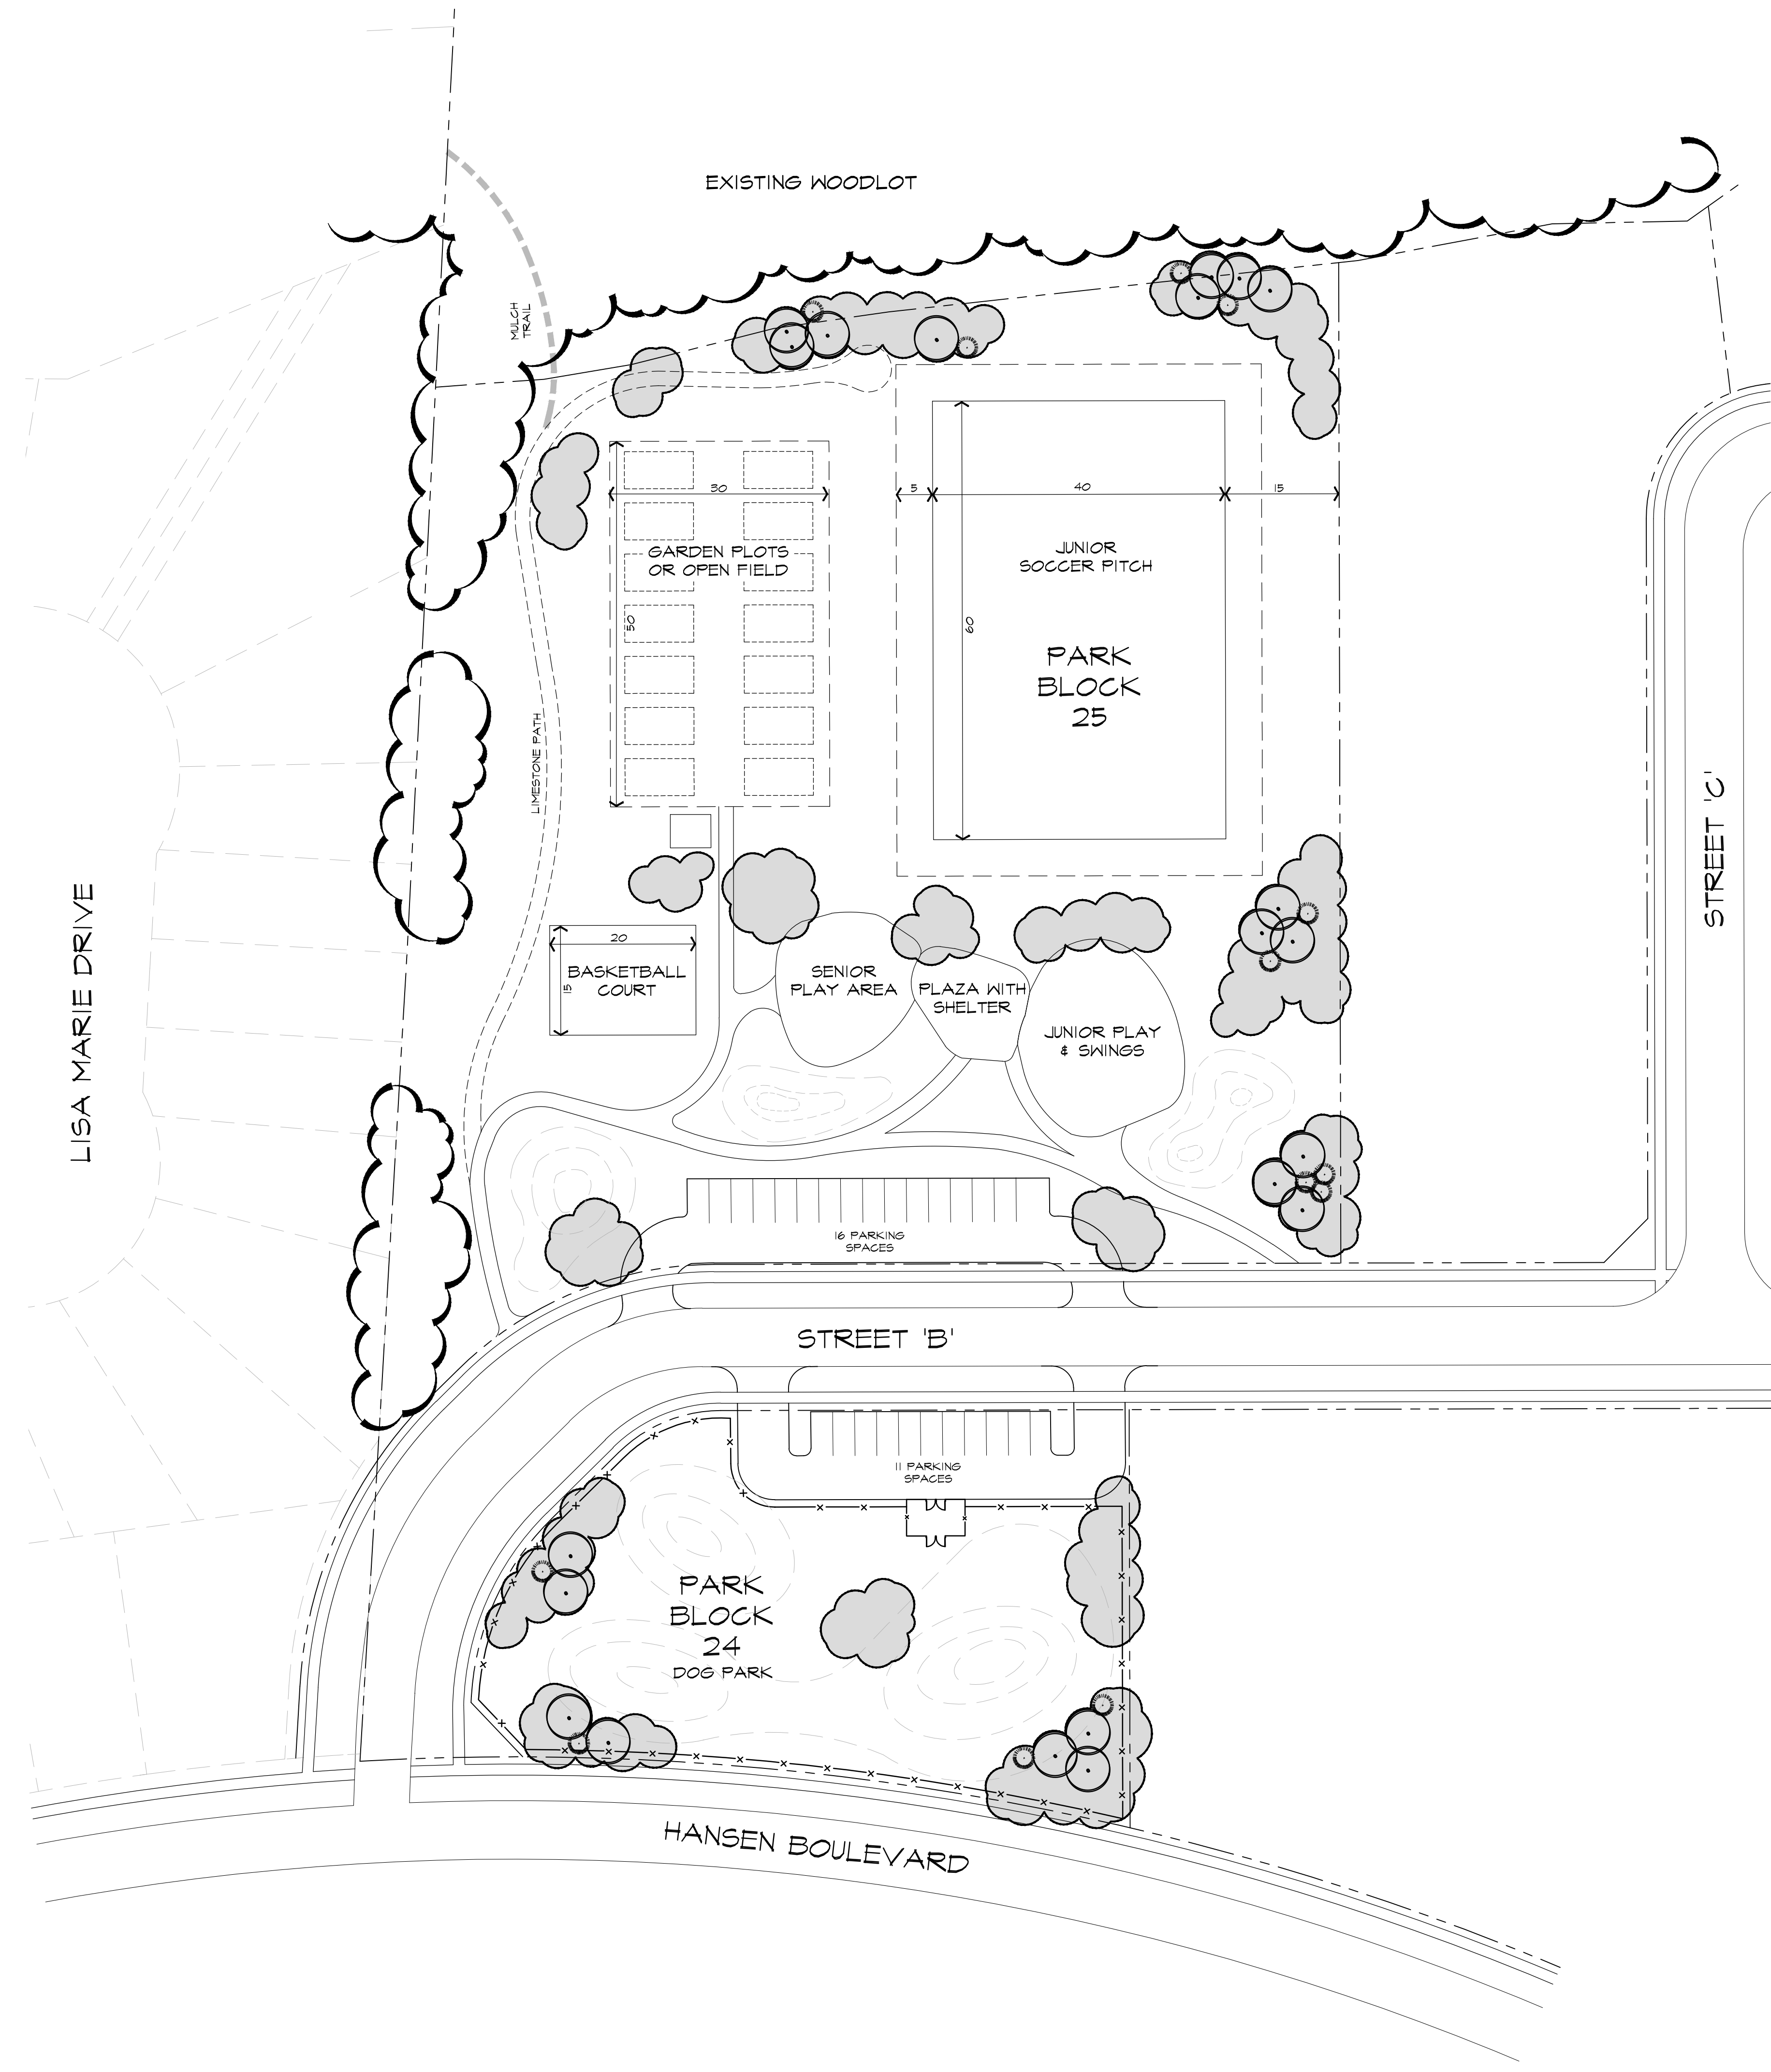 EXISTING WOODLOT
MULCH
TRAIL
30
5
40
15
GARDEN PLOTS
OR OPEN FIELD
50
JUNIOR
SOCCER PITCH
60
PARK
BLOCK
25
LIMESTONE PATH
STREET 'C'
LISA MARIE DRIVE
20
15
BASKETBALL
COURT
SENIOR
PLAY AREA
PLAZA WITH
SHELTER
JUNIOR PLAY
& SWINGS
16 PARKING
SPACES
STREET 'B'
11 PARKING
SPACES
PARK
BLOCK
24
DOG PARK
HANSEN BOULEVARD